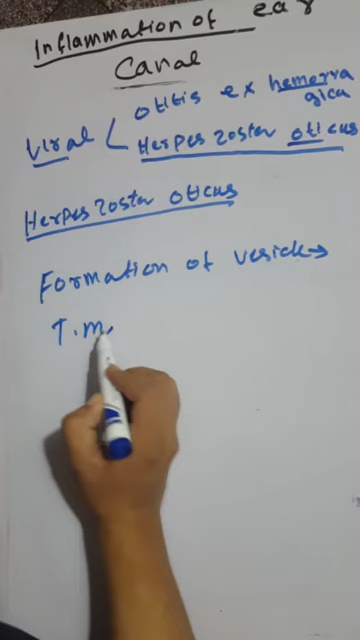 Inflammation of ear
Canal
Viral < otitis ex hemorra
gica
Herpes zoster oticus
Herpes zoster oticus
Formation of vesicles
T.m.